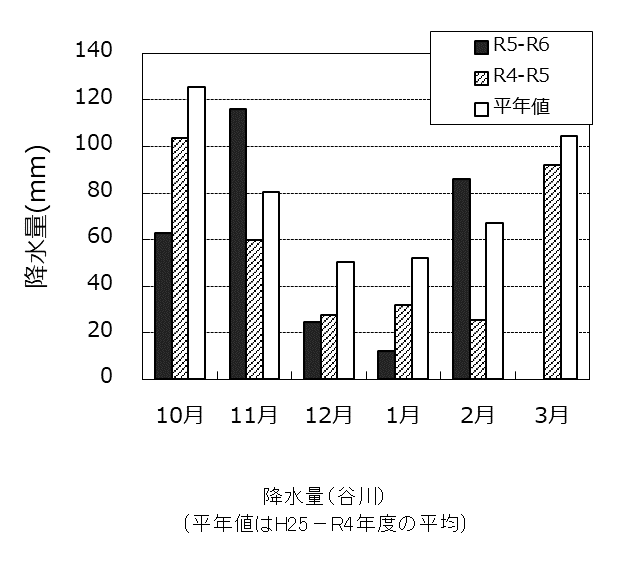 R5-R6
R4-R5
平年値
140
120
100
80
60
40
20
0
降水量(mm)
10月 11月 12月 1月 2月 3月
降水量(谷川)
(平年値はH25－R4年度の平均)